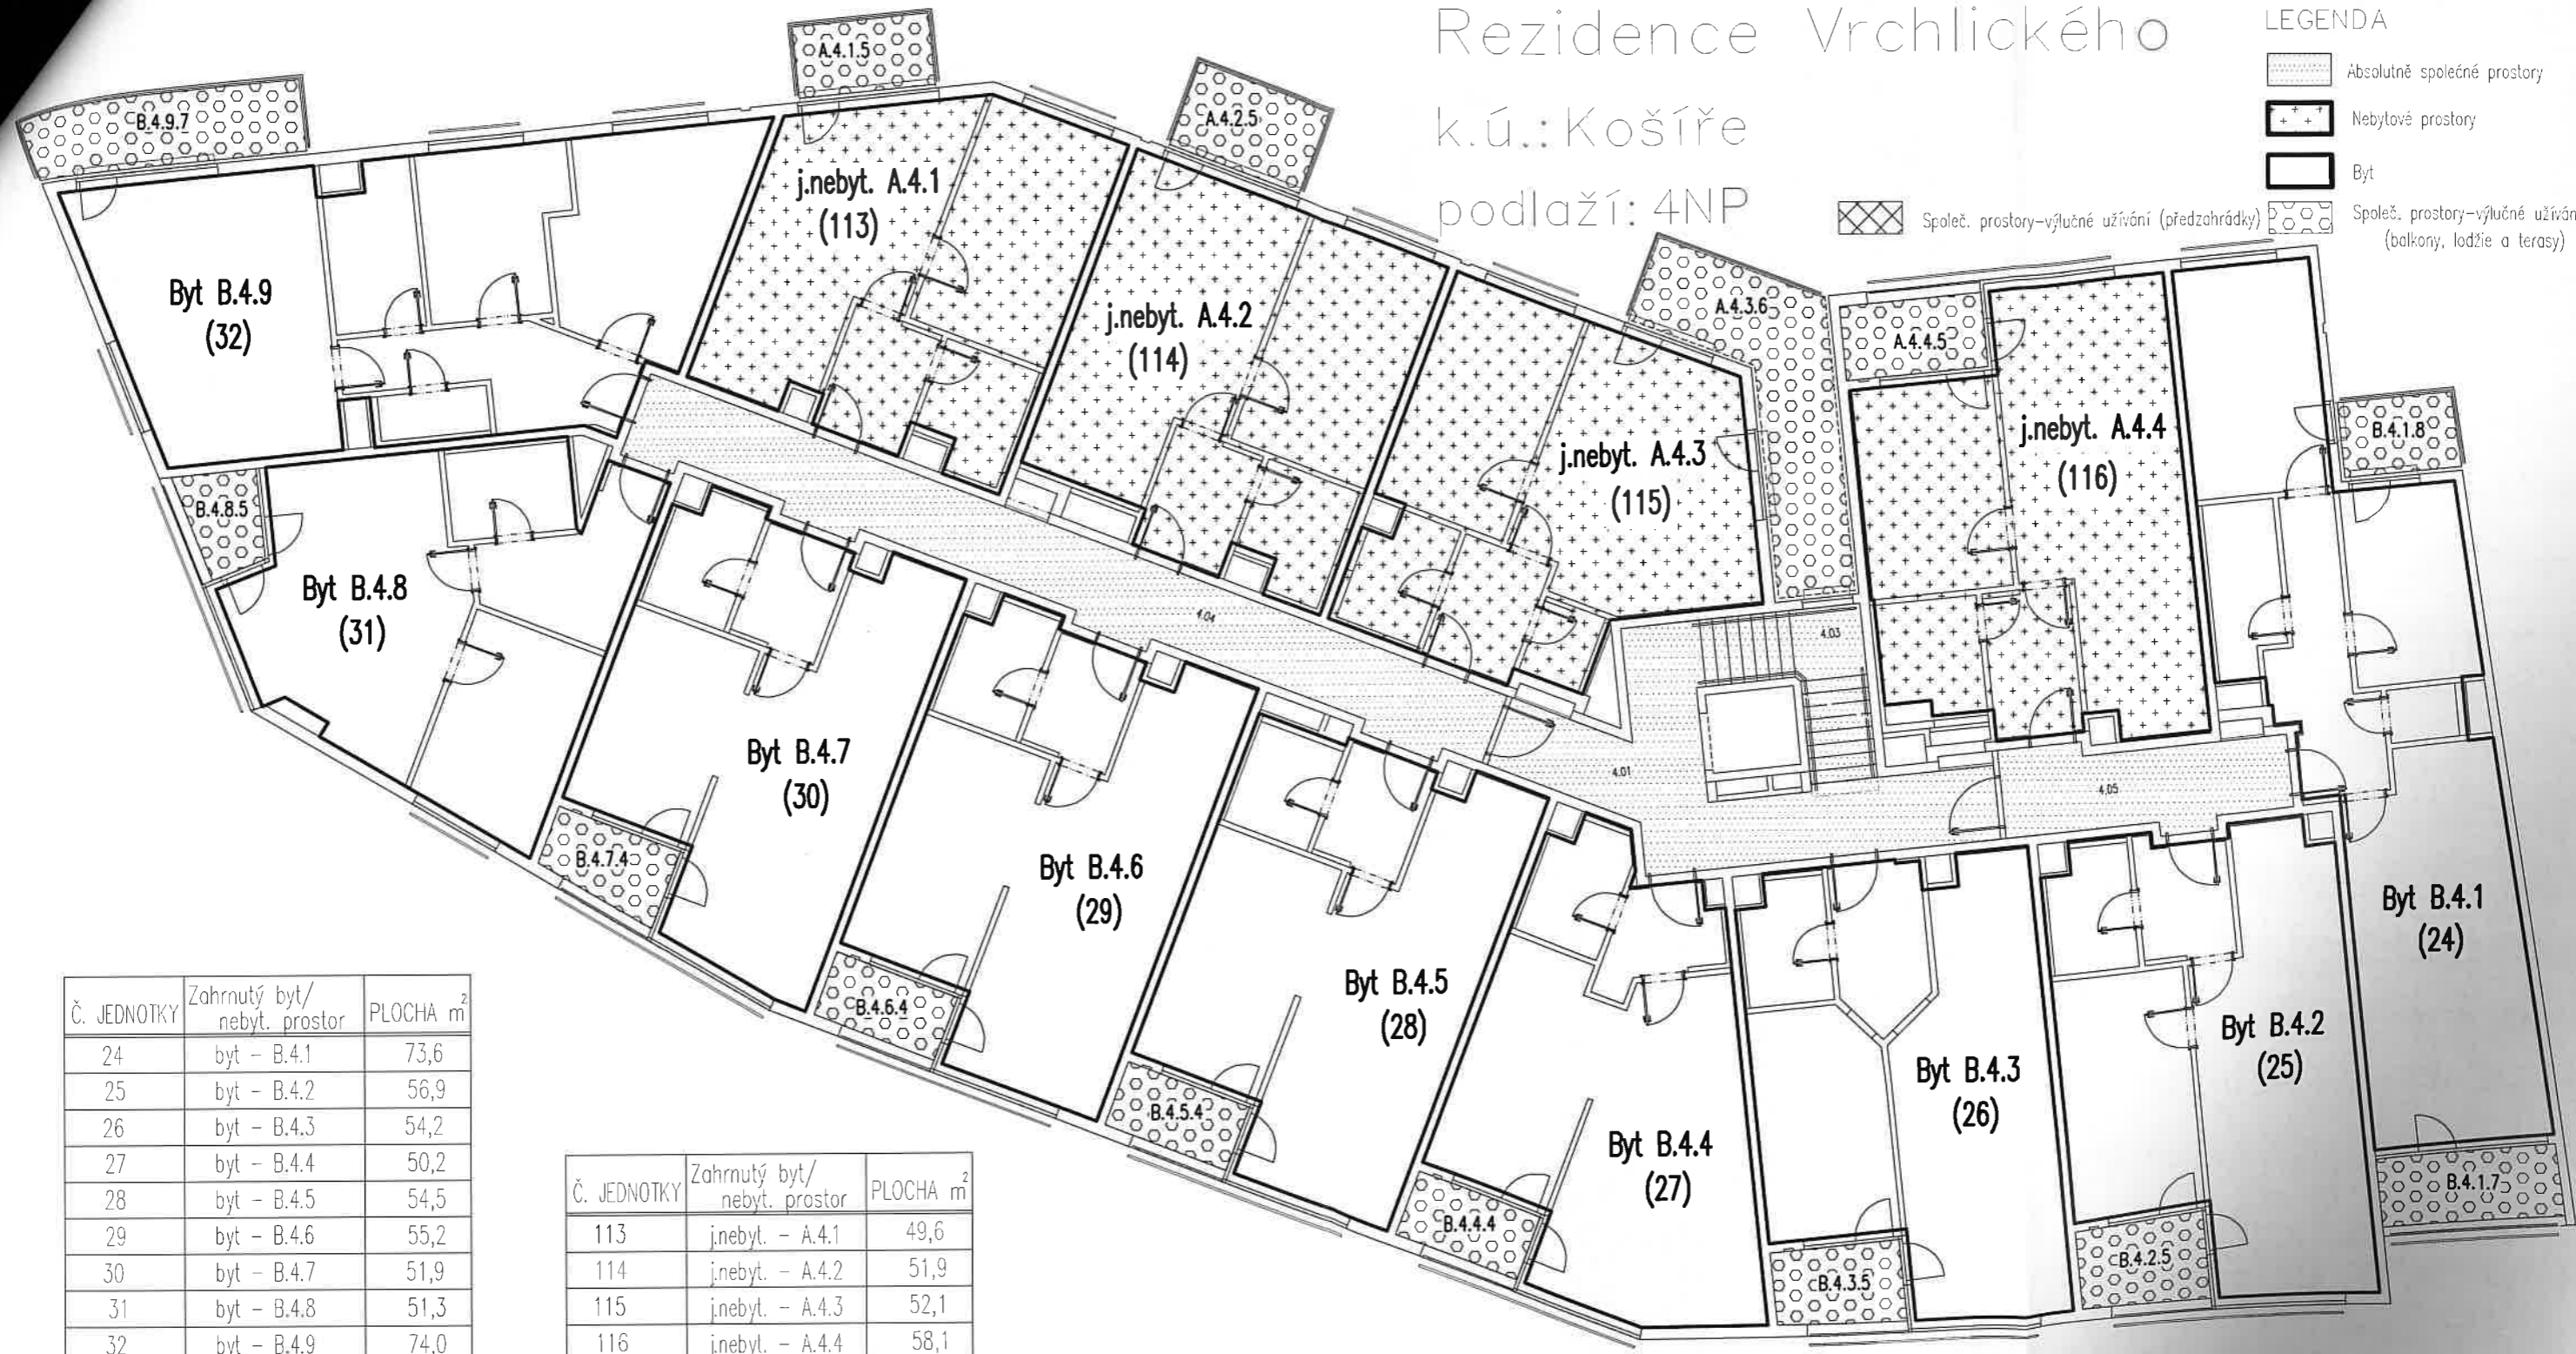 Rezidence Vrchlického
k.ú.: Košíře
podlaží: 4NP
LEGENDA
Absolutně společné prostory
Nebytové prostory
Byt
Společ. prostory-výlučné užívání (předzahrádky)
Společ. prostory-výlučné užíván
(balkony, lodžie a terasy)
A.4.1.5
B.4.9.7
A.4.2.5
j.nebyt. A.4.1
(113)
Byt B.4.9
(32)
j.nebyt. A.4.2
(114)
A.4.3.6
A.4.4.5
j.nebyt. A.4.3
(115)
j.nebyt. A.4.4
(116)
B.4.1.8
B.4.8.5
Byt B.4.8
(31)
4.04
4.03
Byt B.4.7
(30)
4.01
4.05
B.4.7.4
Byt B.4.6
(29)
Byt B.4.1
(24)
B.4.6.4
Byt B.4.5
(28)
Byt B.4.2
(25)
Byt B.4.3
(26)
B.4.5.4
Byt B.4.4
(27)
B.4.1.7
B.4.4.4
B.4.3.5
B.4.2.5
Č. JEDNOTKY Zahrnutý byt/ nebyt. prostor PLOCHA m²
24 byt - B.4.1 73,6
25 byt - B.4.2 56,9
26 byt - B.4.3 54,2
27 byt - B.4.4 50,2
28 byt - B.4.5 54,5
29 byt - B.4.6 55,2
30 byt - B.4.7 51,9
31 byt - B.4.8 51,3
32 byt - B.4.9 74,0
Č. JEDNOTKY Zahrnutý byt/ nebyt. prostor PLOCHA m²
113 j.nebyt. - A.4.1 49,6
114 j.nebyt. - A.4.2 51,9
115 j.nebyt. - A.4.3 52,1
116 j.nebyt. - A.4.4 58,1